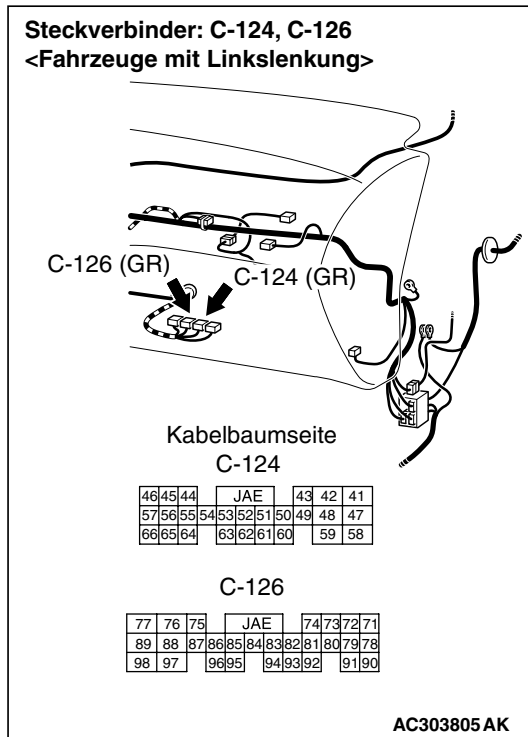 Steckverbinder: C-124, C-126
<Fahrzeuge mit Linkslenkung>
C-126 (GR)
C-124 (GR)
Kabelbaumseite
C-124
46 45 44 JAE 43 42 41
57 56 55 54 53 52 51 50 49 48 47
66 65 64 63 62 61 60 59 58
C-126
77 76 75 JAE 74 73 72 71
89 88 87 86 85 84 83 82 81 80 79 78
98 97 96 95 94 93 92 91 90
AC303805AK